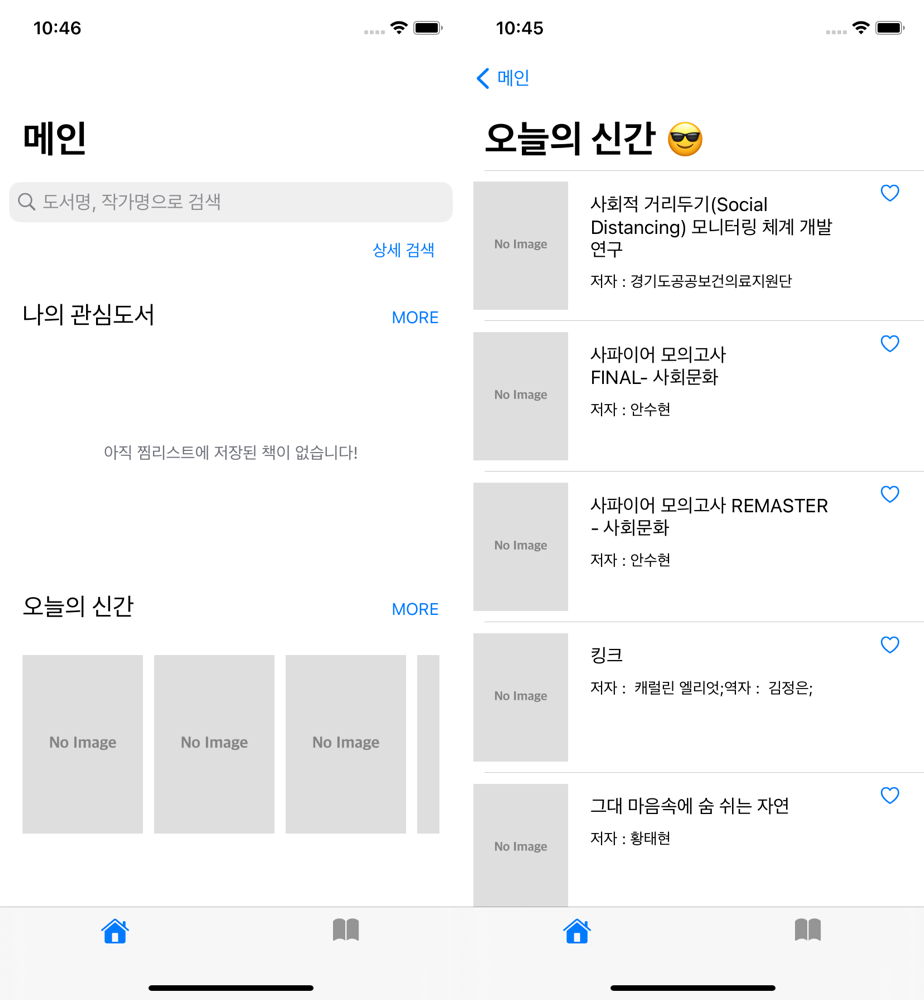 10:46
메인
도서명, 작가명으로 검색
상세 검색
나의 관심도서 MORE
아직 찜리스트에 저장된 책이 없습니다!
오늘의 신간 MORE
No Image No Image No Image
10:45
메인
오늘의 신간 😎
No Image
사회적 거리두기(Social
Distancing) 모니터링 체계 개발
연구
저자 : 경기도공공보건의료지원단
No Image
사파이어 모의고사
FINAL- 사회문화
저자 : 안수현
No Image
사파이어 모의고사 REMASTER
- 사회문화
저자 : 안수현
No Image
킹크
저자 :  캐럴린 엘리엇;역자 :  김정은;
No Image
그대 마음속에 숨 쉬는 자연
저자 : 황태현